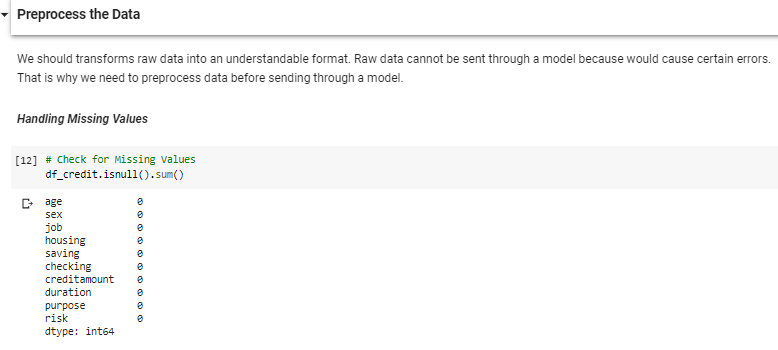 Preprocess the Data
We should transforms raw data into an understandable format. Raw data cannot be sent through a model because would cause certain errors.
That is why we need to preprocess data before sending through a model.
Handling Missing Values
[12] # Check for Missing Values
df_credit.isnull().sum()
age 0
sex 0
job 0
housing 0
saving 0
checking 0
creditamount 0
duration 0
purpose 0
risk 0
dtype: int64